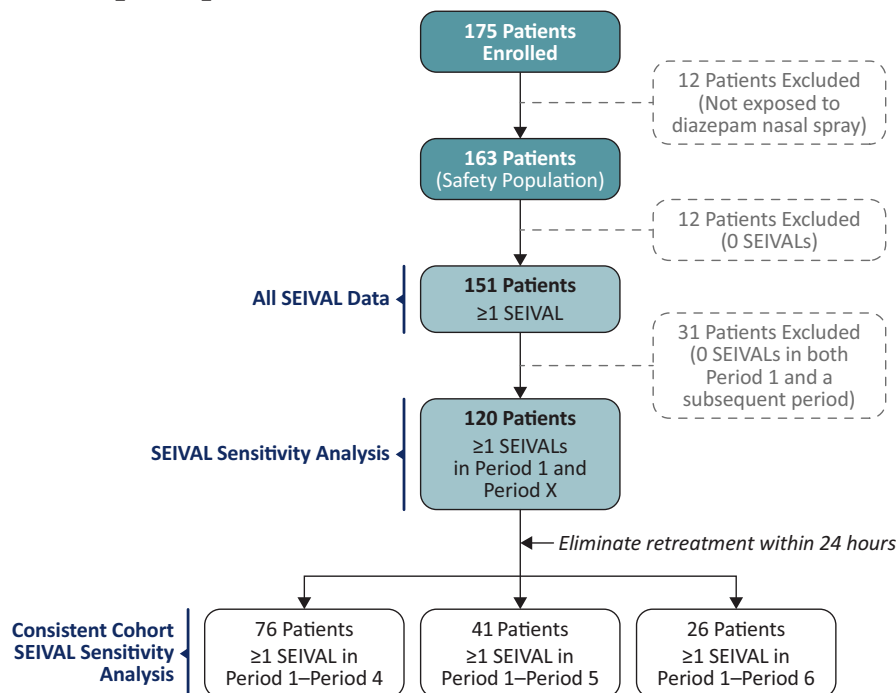 175 Patients
Enrolled
12 Patients Excluded
(Not exposed to
diazepam nasal spray)
163 Patients
(Safety Population)
12 Patients Excluded
(0 SEIVALs)
All SEIVAL Data
151 Patients
≥1 SEIVAL
31 Patients Excluded
(0 SEIVALs in both
Period 1 and a
subsequent period)
SEIVAL Sensitivity Analysis
120 Patients
≥1 SEIVALs
in Period 1 and
Period X
Eliminate retreatment within 24 hours
Consistent Cohort
SEIVAL Sensitivity
Analysis
76 Patients
≥1 SEIVAL in
Period 1–Period 4
41 Patients
≥1 SEIVAL in
Period 1–Period 5
26 Patients
≥1 SEIVAL in
Period 1–Period 6